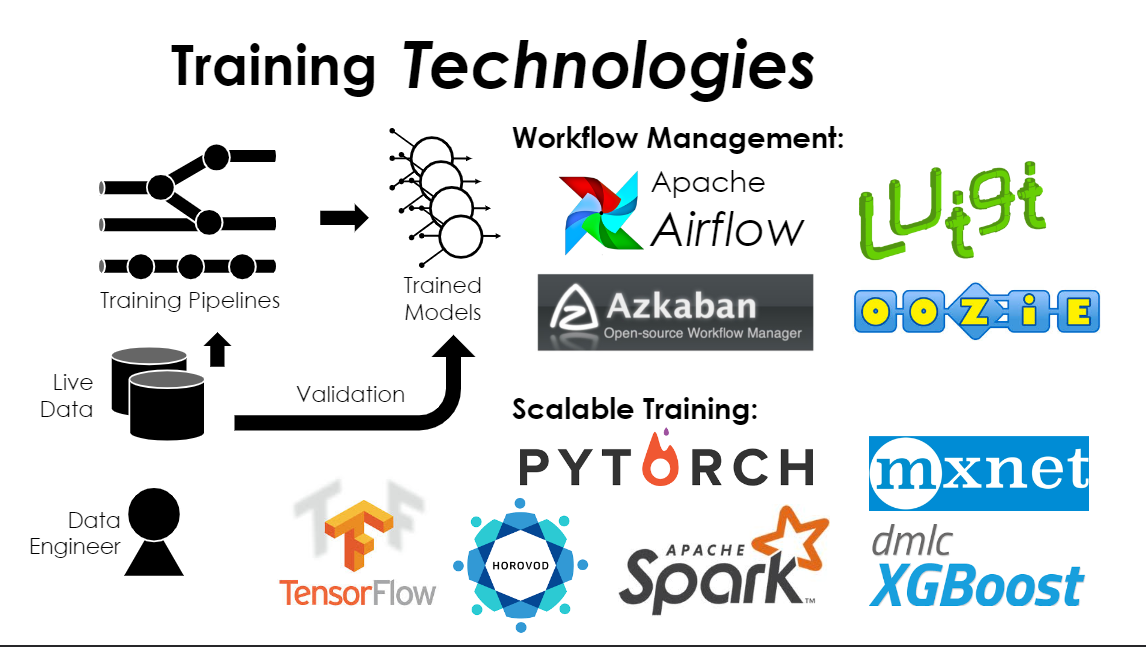 Training Technologies
Workflow Management:
Apache
Airflow
Luigi
Azkaban
Open-source Workflow Manager
OOZiE
Training Pipelines
Trained
Models
Live
Data
Validation
Scalable Training:
PYTORCH
mxnet
Data
Engineer
TF
TensorFlow
HOROVOD
APACHE
Spark™
dmlc
XGBoost